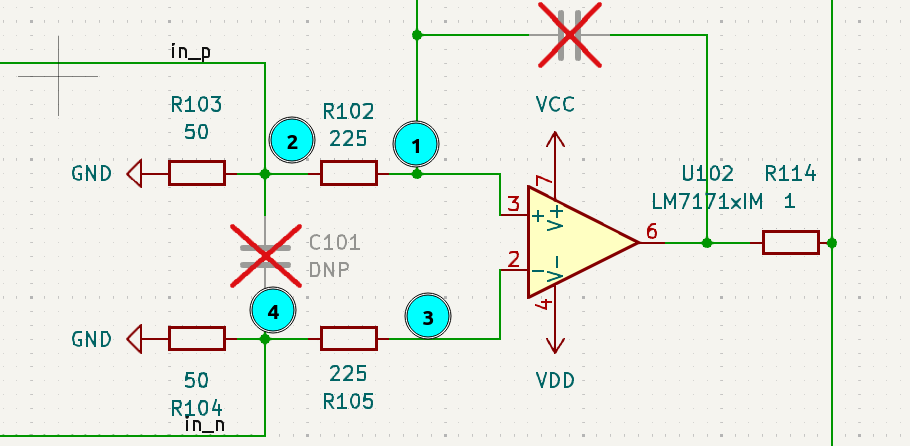 in_p
VCC
R103
50
R102
225
2
1
GND
7
U102
LM7171xIM
R114
1
3
+
V+
6
C101
DNP
2
V-
4
4
3
GND
50
R104
225
R105
VDD
in_n